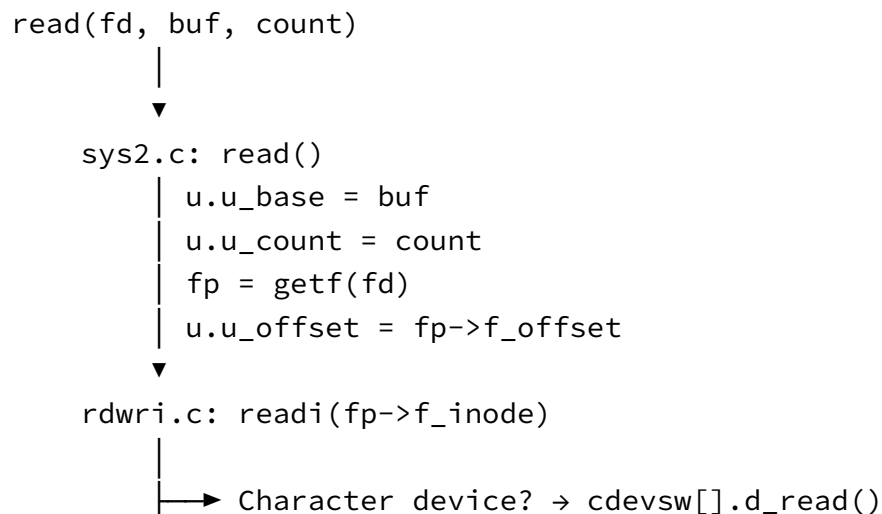 read(fd, buf, count)
sys2.c: read()
u.u_base = buf
u.u_count = count
fp = getf(fd)
u.u_offset = fp->f_offset
rdwri.c: readi(fp->f_inode)
Character device? → cdevsw[].d_read()